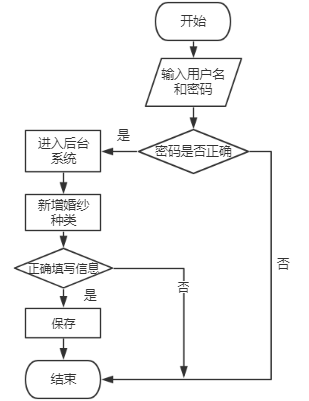 开始
输入用户名
和密码
密码是否正确
是
进入后台
系统
新增婚纱
种类
否
正确填写信息
否
是
保存
结束